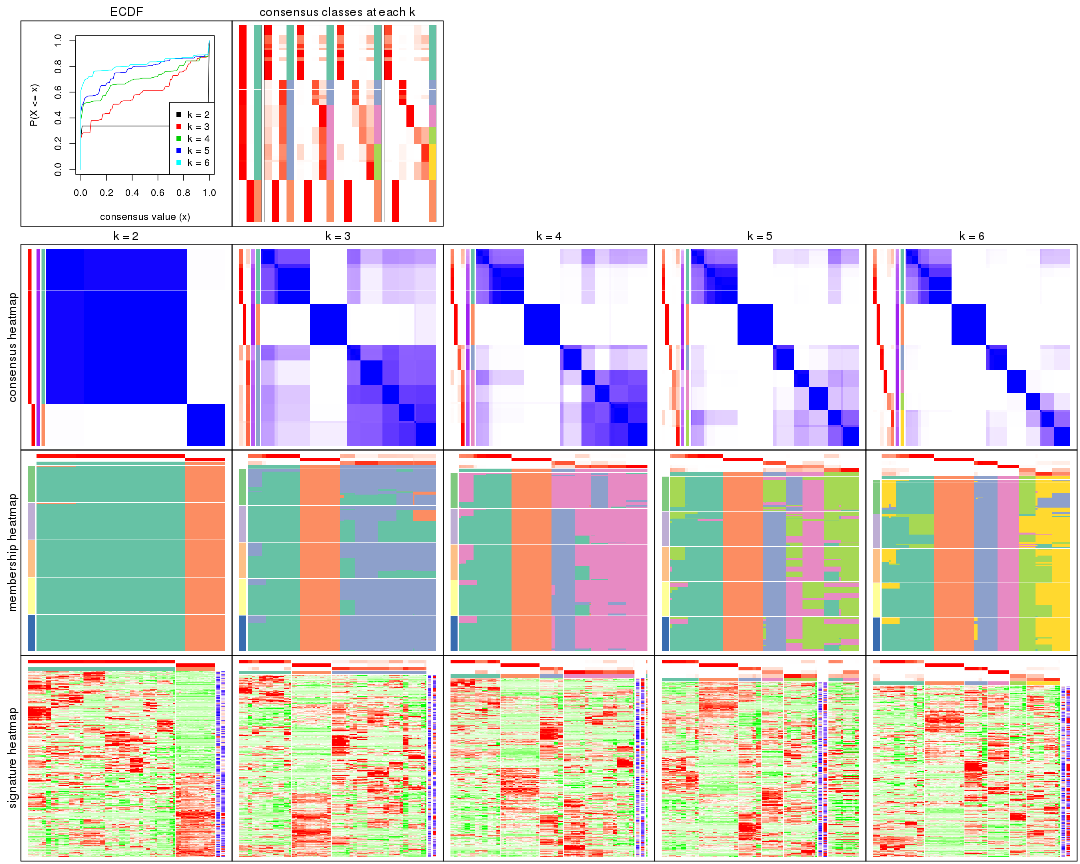 ECDF
consensus classes at each k
P(X <= x)
0.0 0.2 0.4 0.6 0.8 1.0
k = 2
k = 3
k = 4
k = 5
k = 6
0.0 0.2 0.4 0.6 0.8 1.0
consensus value (x)
k = 2
k = 3
k = 4
k = 5
k = 6
consensus heatmap
membership heatmap
signature heatmap